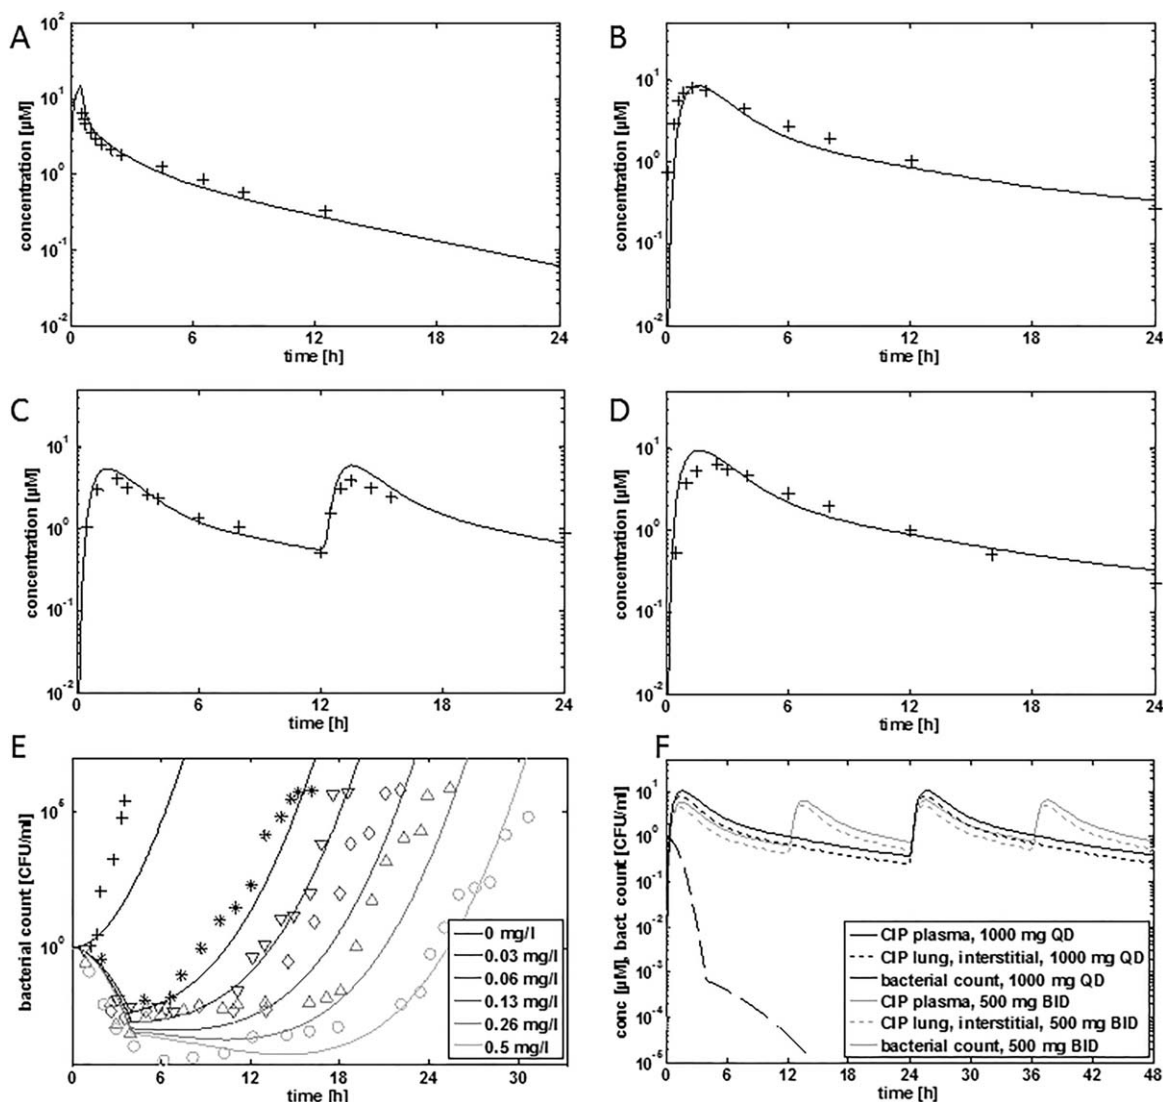 A
concentration [µM]
10^2
10^1
10^0
10^-1
10^-2
0 6 12 18 24
time [h]
B
concentration [µM]
10^1
10^0
10^-1
10^-2
0 6 12 18 24
time [h]
C
concentration [µM]
10^1
10^0
10^-1
10^-2
0 6 12 18 24
time [h]
D
concentration [µM]
10^1
10^0
10^-1
10^-2
0 6 12 18 24
time [h]
E
bacterial count [CFU/ml]
10^0
0 mg/l
0.03 mg/l
0.06 mg/l
0.13 mg/l
0.26 mg/l
0.5 mg/l
0 6 12 18 24 30
time [h]
F
conc [µM], bact. count [CFU/ml]
10^1
10^0
10^-1
10^-2
10^-3
10^-4
10^-5
CIP plasma, 1000 mg QD
CIP lung, interstitial, 1000 mg QD
bacterial count, 1000 mg QD
CIP plasma, 500 mg BID
CIP lung, interstitial, 500 mg BID
bacterial count, 500 mg BID
0 6 12 18 24 30 36 42 48
time [h]